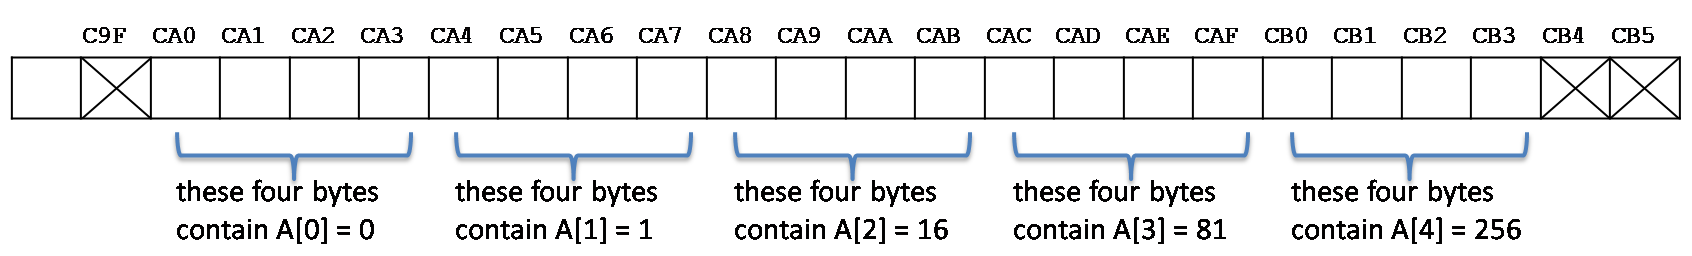 C9F CA0 CA1 CA2 CA3 CA4 CA5 CA6 CA7 CA8 CA9 CAA CAB CAC CAD CAE CAF CB0 CB1 CB2 CB3 CB4 CB5
these four bytes
contain A[0] = 0
these four bytes
contain A[1] = 1
these four bytes
contain A[2] = 16
these four bytes
contain A[3] = 81
these four bytes
contain A[4] = 256